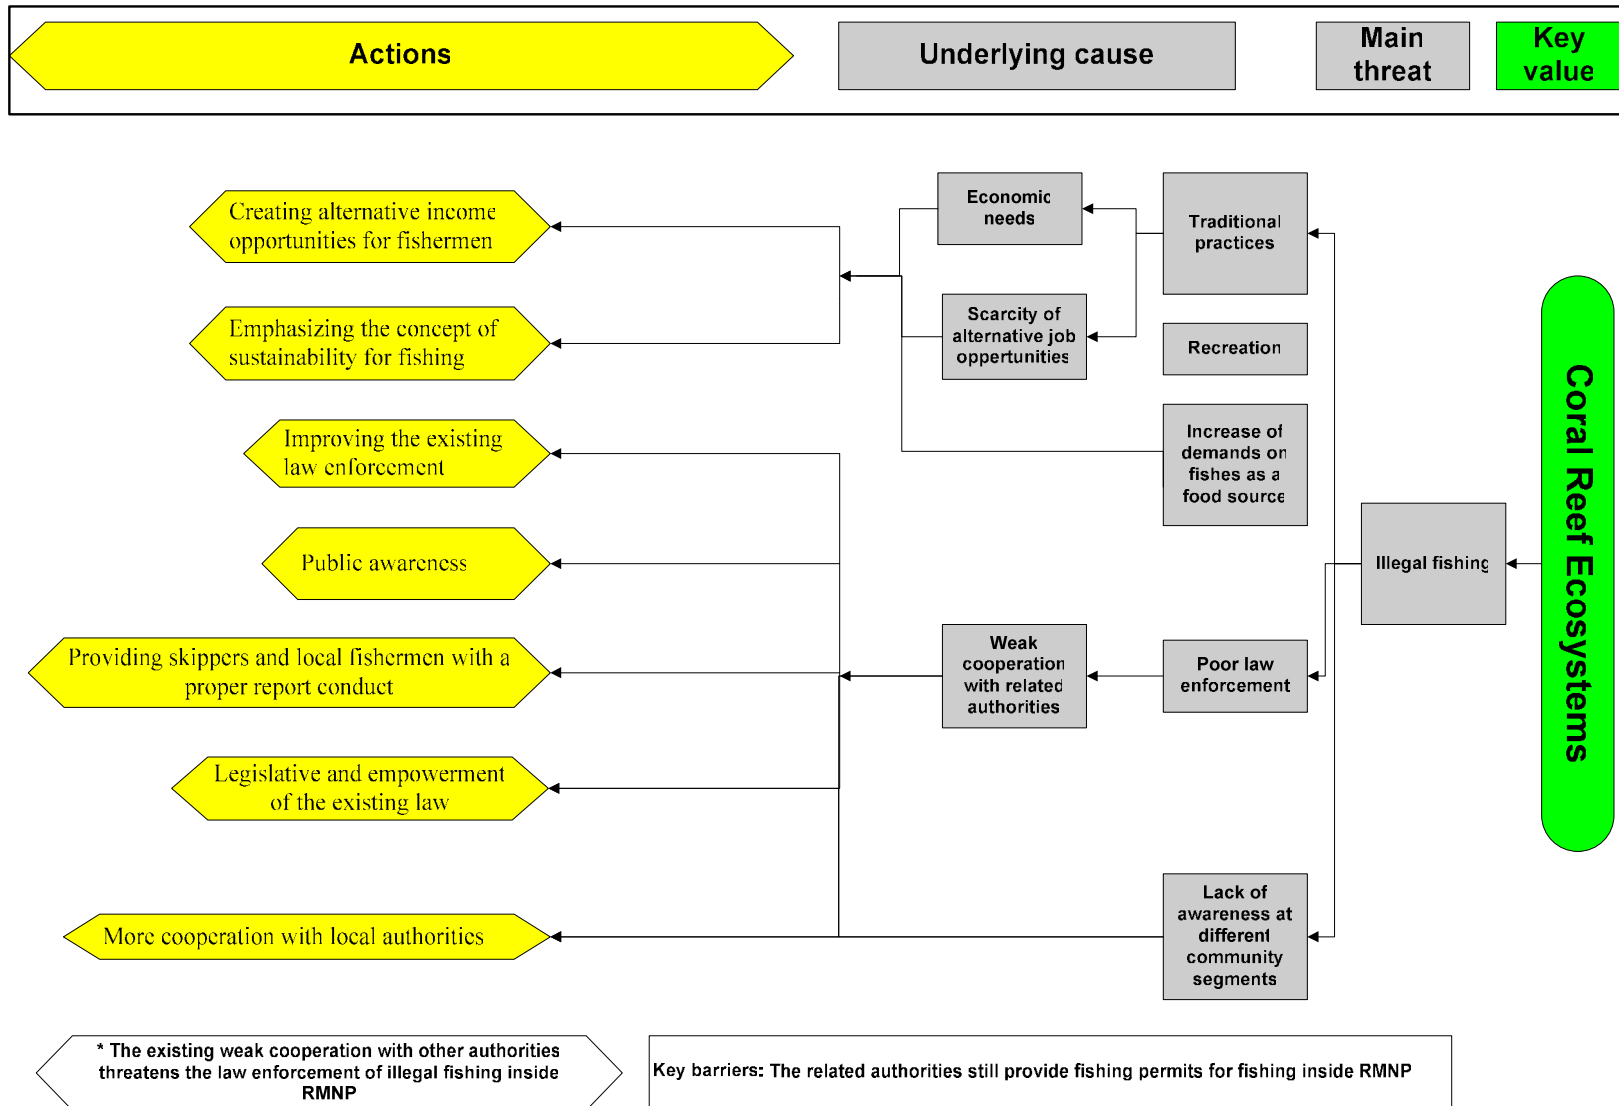 Actions
Underlying cause
Main
threat
Key
value
Creating alternative income
opportunities for fishermen
Emphasizing the concept of
sustainability for fishing
Improving the existing
law enforcement
Public awareness
Providing skippers and local fishermen with a
proper report conduct
Legislative and empowerment
of the existing law
More cooperation with local authorities
Economic
needs
Scarcity of
alternative job
oppertunities
Weak
cooperation
with related
authorities
Traditional
practices
Recreation
Increase of
demands on
fishes as a
food source
Poor law
enforcement
Lack of
awareness at
different
community
segments
Illegal fishing
Coral Reef Ecosystems
* The existing weak cooperation with other authorities
threatens the law enforcement of illegal fishing inside
RMNP
Key barriers: The related authorities still provide fishing permits for fishing inside RMNP